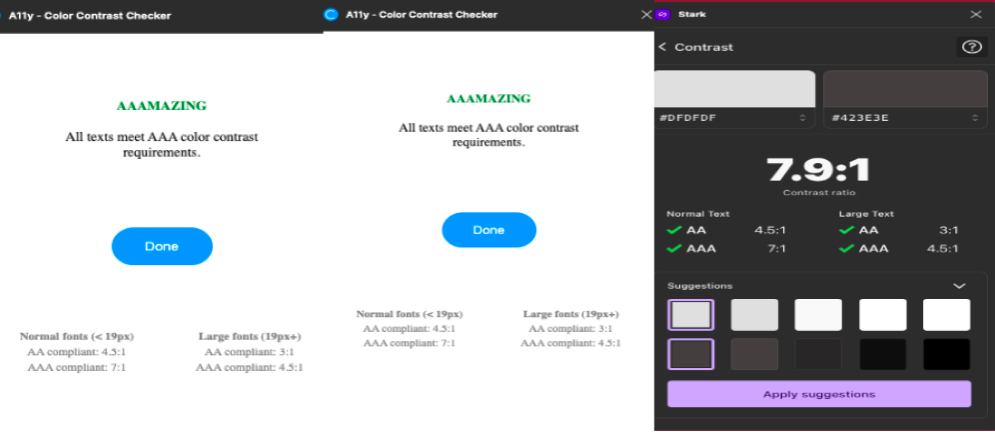 A11y - Color Contrast Checker
AAAMAZING
All texts meet AAA color contrast
requirements.
Done
Normal fonts (< 19px)
AA compliant: 4.5:1
AAA compliant: 7:1
Large fonts (19px+)
AA compliant: 3:1
AAA compliant: 4.5:1
A11y - Color Contrast Checker
AAAMAZING
All texts meet AAA color contrast
requirements.
Done
Normal fonts (< 19px)
AA compliant: 4.5:1
AAA compliant: 7:1
Large fonts (19px+)
AA compliant: 3:1
AAA compliant: 4.5:1
Stark
Contrast
#DFDFDF
#423E3E
7.9:1
Contrast ratio
Normal Text
AA 4.5:1
AAA 7:1
Large Text
AA 3:1
AAA 4.5:1
Suggestions
Apply suggestions